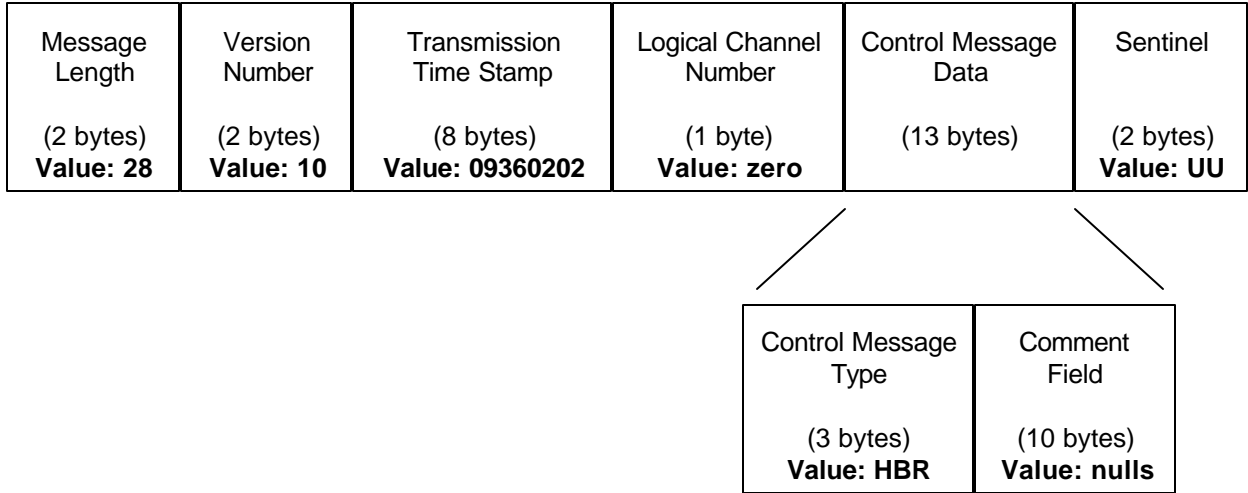 Message
Length
(2 bytes)
Value: 28
Version
Number
(2 bytes)
Value: 10
Transmission
Time Stamp
(8 bytes)
Value: 09360202
Logical Channel
Number
(1 byte)
Value: zero
Control Message
Data
(13 bytes)
Sentinel
(2 bytes)
Value: UU
Control Message
Type
(3 bytes)
Value: HBR
Comment
Field
(10 bytes)
Value: nulls